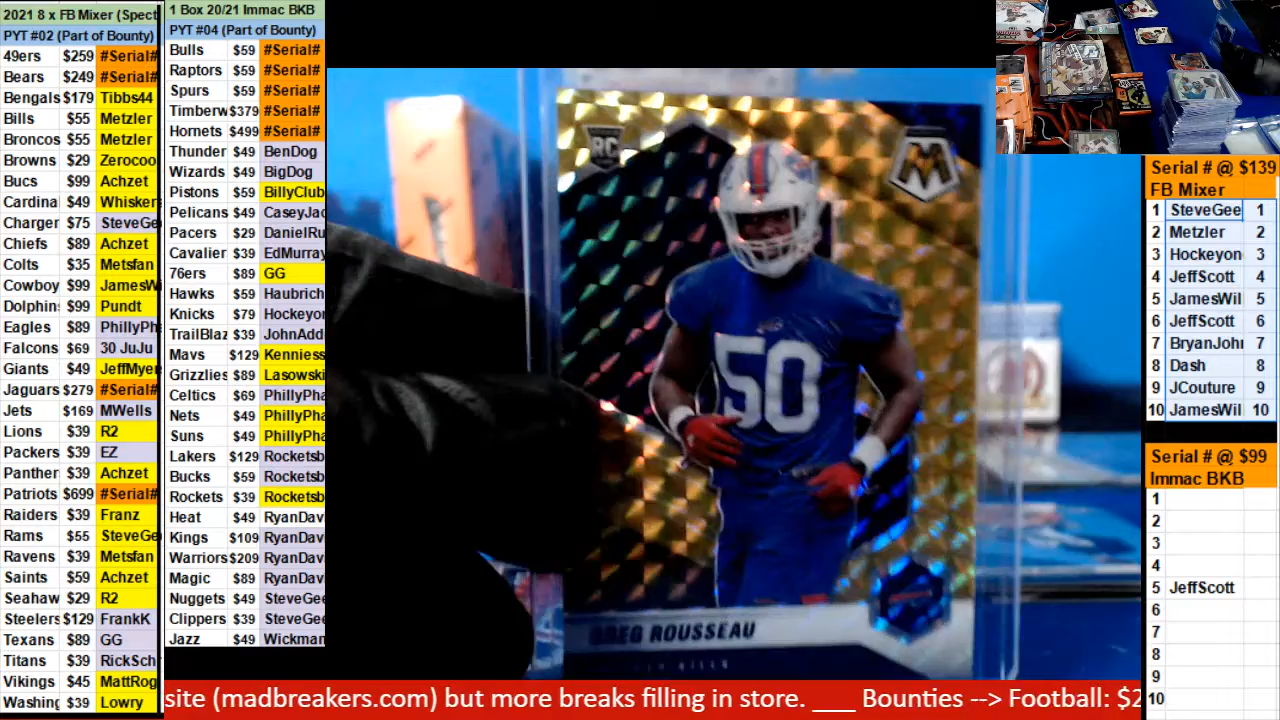 2021 8 x FB Mixer (Spect
PYT #02 (Part of Bounty)
49ers $259 #Serial#
Bears $249 #Serial#
Bengals $179 Tibbs44
Bills $55 Metzler
Broncos $55 Metzler
Browns $29 Zerocoo
Bucs $99 Achzet
Cardina $49 Whisker
Charger $75 SteveGe
Chiefs $89 Achzet
Colts $35 Metsfan
Cowboy $99 JamesWi
Dolphins $99 Pundt
Eagles $89 PhillyPh
Falcons $69 30 JuJu
Giants $49 JeffMyer
Jaguars $279 #Serial#
Jets $169 MWells
Lions $39 R2
Packers $39 EZ
Panther $39 Achzet
Patriots $699 #Serial#
Raiders $39 Franz
Rams $55 SteveGe
Ravens $39 Metsfan
Saints $59 Achzet
Seahaw $29 R2
Steelers $129 FrankK
Texans $89 GG
Titans $39 RickSch
Vikings $45 MattRog
Washing $39 Lowry
1 Box 20/21 Immac BKB
PYT #04 (Part of Bounty)
Bulls $59 #Serial#
Raptors $59 #Serial#
Spurs $59 #Serial#
Timberw $379 #Serial#
Hornets $499 #Serial#
Thunder $49 BenDog
Wizards $49 BigDog
Pistons $59 BillyClub
Pelicans $49 CaseyJac
Pacers $29 DanielRu
Cavalier $39 EdMurray
76ers $89 GG
Hawks $59 Haubrich
Knicks $79 Hockeyon
TrailBlaz $39 JohnAdd
Mavs $129 Kenniess
Grizzlies $89 Lasowski
Celtics $69 PhillyPha
Nets $49 PhillyPha
Suns $49 PhillyPha
Lakers $129 Rocketsb
Bucks $59 Rocketsb
Rockets $39 Rocketsb
Heat $49 RyanDav
Kings $109 RyanDav
Warriors $209 RyanDav
Magic $89 RyanDav
Nuggets $49 SteveGee
Clippers $39 SteveGee
Jazz $49 Wickman
RC
M
50
GREG ROUSSEAU
Serial # @ $139
FB Mixer
1 SteveGee 1
2 Metzler 2
3 Hockeyon 3
4 JeffScott 4
5 JamesWil 5
6 JeffScott 6
7 BryanJohn 7
8 Dash 8
9 JCouture 9
10 JamesWil 10
Serial # @ $99
Immac BKB
1
2
3
4
5 JeffScott
6
7
8
9
10
site (madbreakers.com) but more breaks filling in store. ___ Bounties --> Football: $2